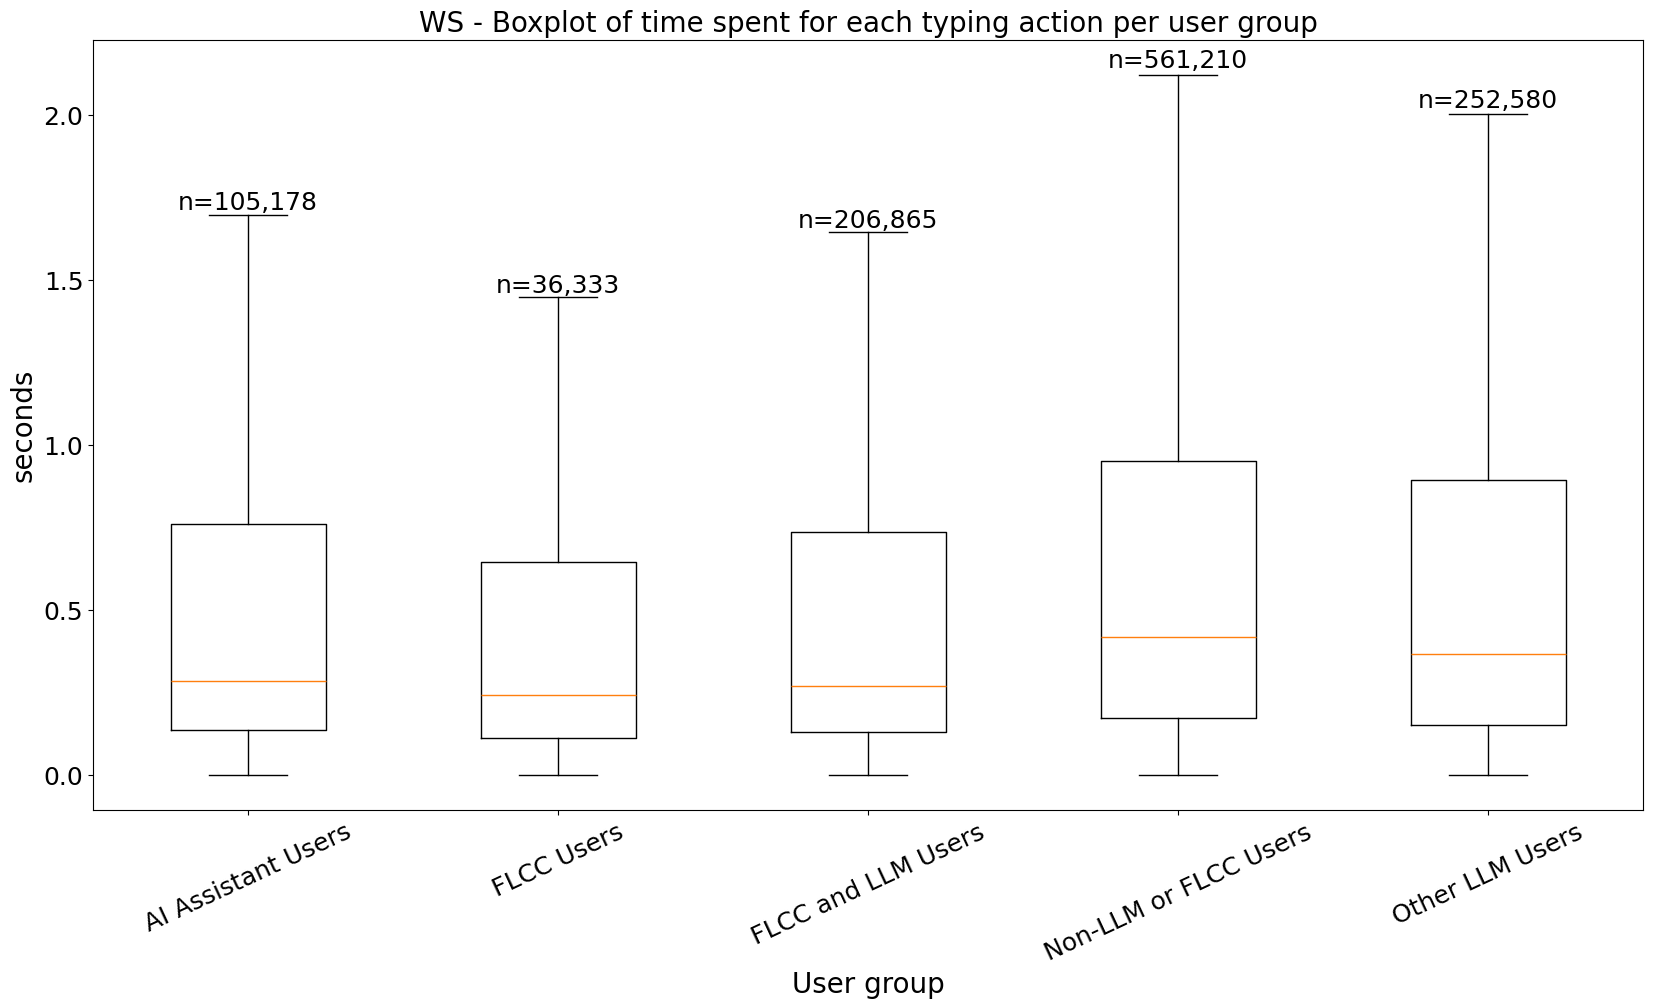 WS - Boxplot of time spent for each typing action per user group
n=561,210
n=252,580
n=105,178
n=206,865
n=36,333
2.0
1.5
1.0
0.5
0.0
seconds
AI Assistant Users
FLCC Users
FLCC and LLM Users
Non-LLM or FLCC Users
Other LLM Users
User group